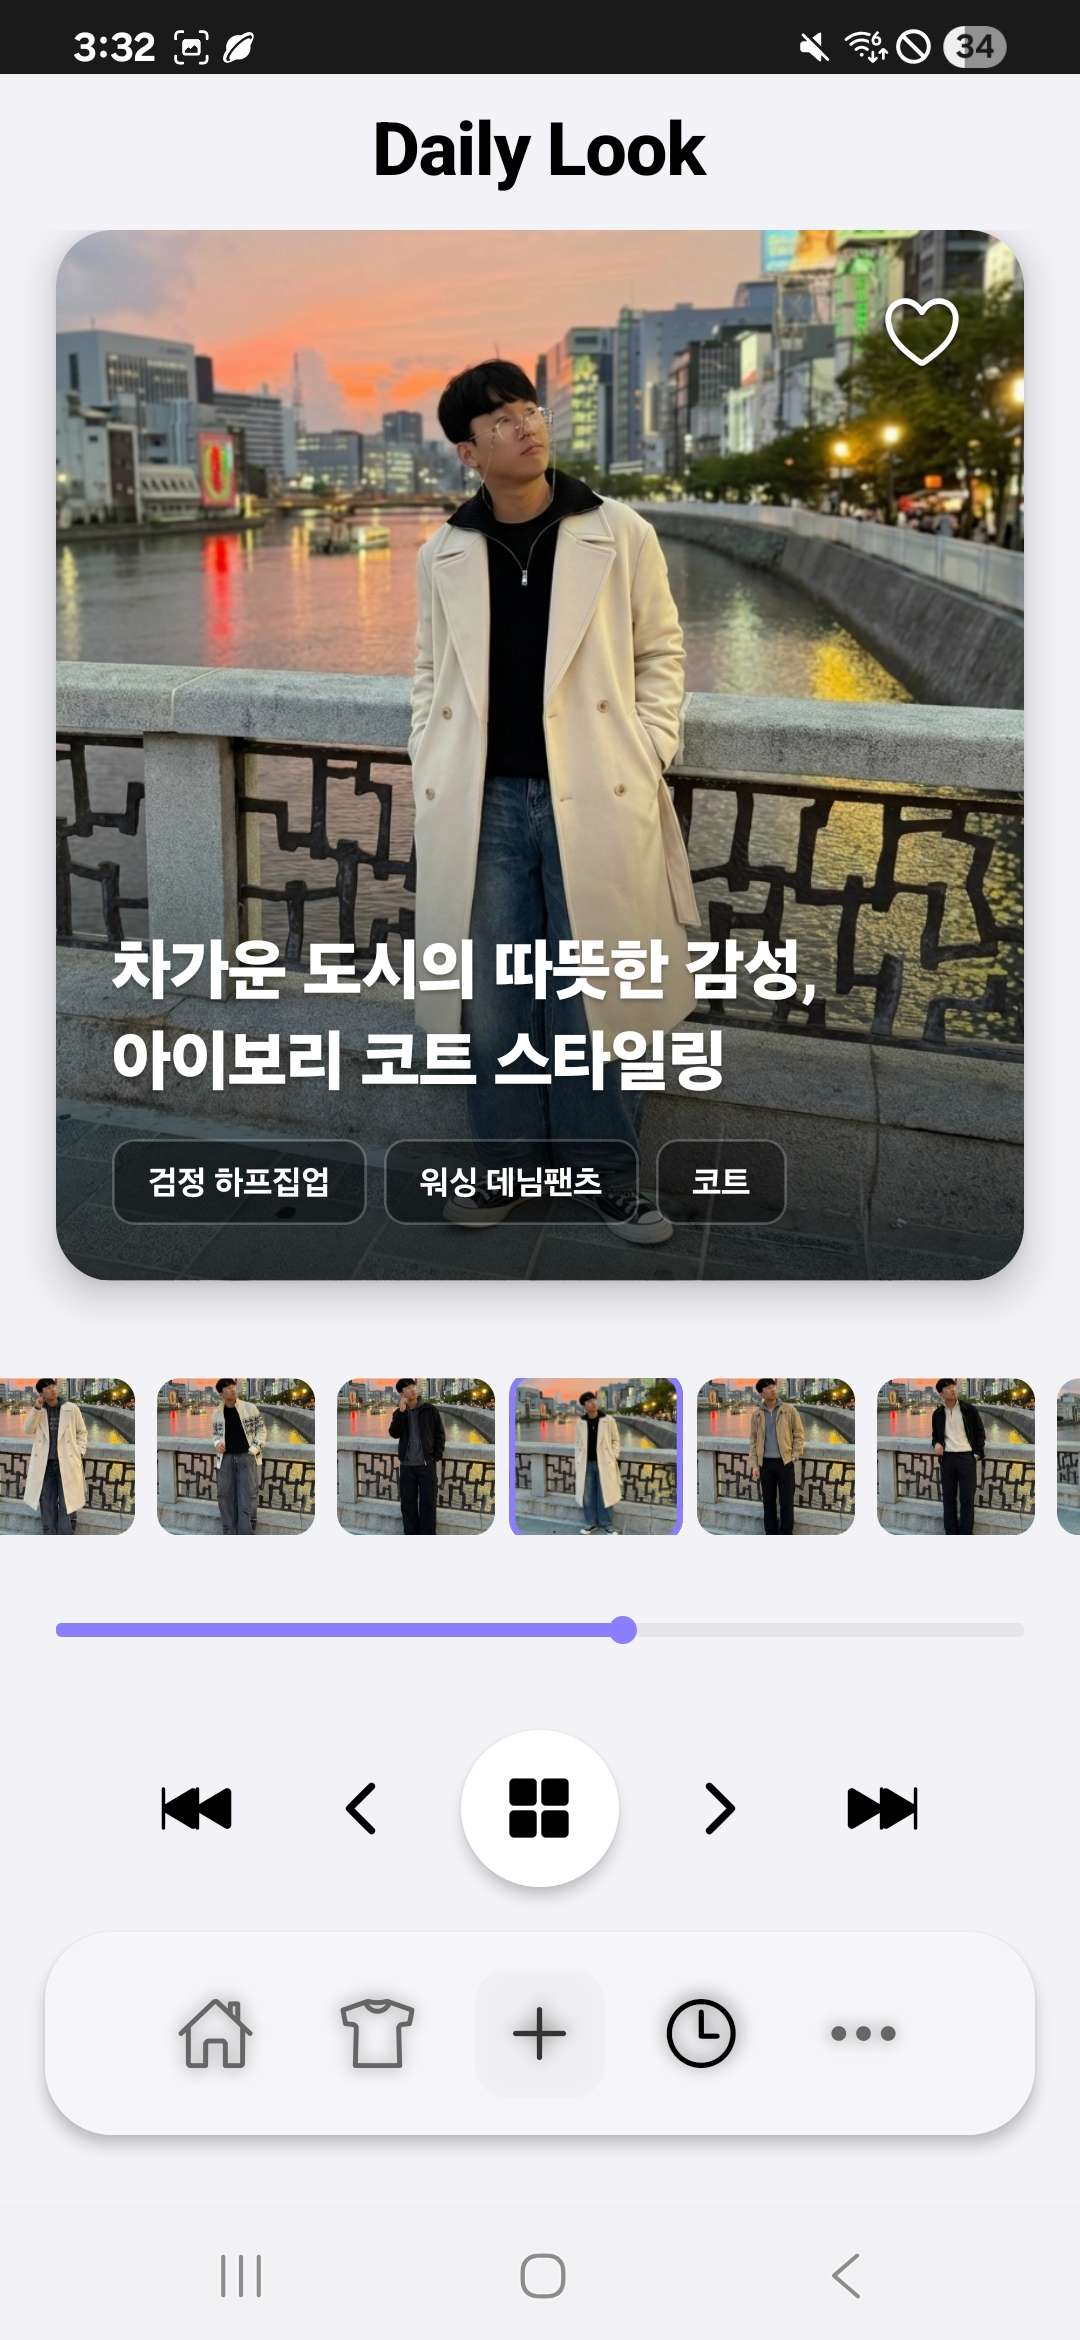 3:32
6
34
Daily Look
차가운 도시의 따뜻한 감성,
아이보리 코트 스타일링
검정 하프집업
워싱 데님팬츠
코트